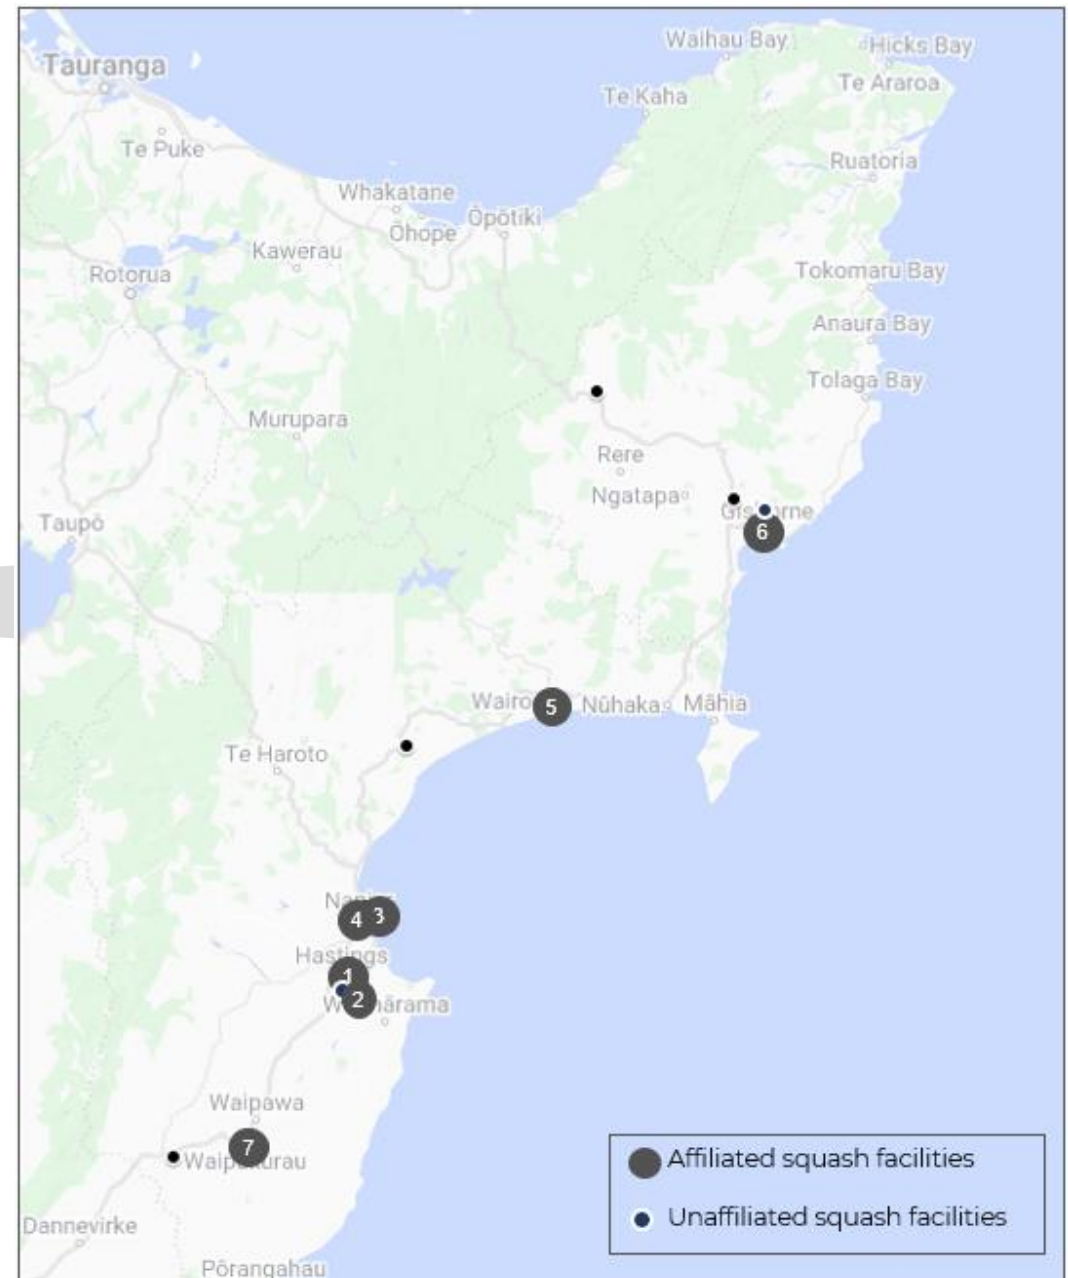 Waihau Bay
Hicks Bay
Tauranga
Te Araroa
Te Kaha
Te Puke
Ruatoria
Whakatane
Ōpōtiki
Ōhope
Kawerau
Rotorua
Tokomaru Bay
Anaura Bay
Tolaga Bay
Murupara
Rere
Ngatapa
Taupō
6
5
Nūhaka
Māhia
Te Haroto
4
3
Hastings
1
2
Waipawa
7
Affiliated squash facilities
Unaffiliated squash facilities
Dannevirke
Pōrangahau